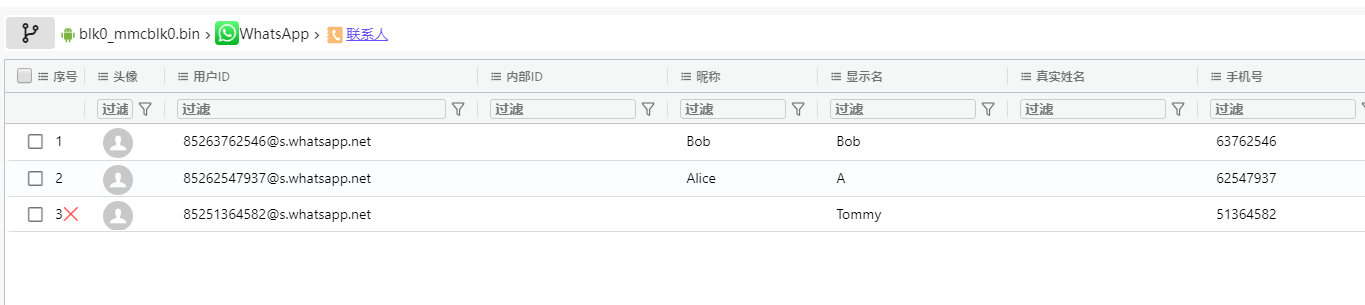 blk0_mmcblk0.bin › WhatsApp › 联系人
序号 头像 用户ID 内部ID 昵称 显示名 真实姓名 手机号
过滤 过滤 过滤 过滤 过滤 过滤 过滤
1 85263762546@s.whatsapp.net Bob Bob 63762546
2 85262547937@s.whatsapp.net Alice A 62547937
3 85251364582@s.whatsapp.net Tommy 51364582